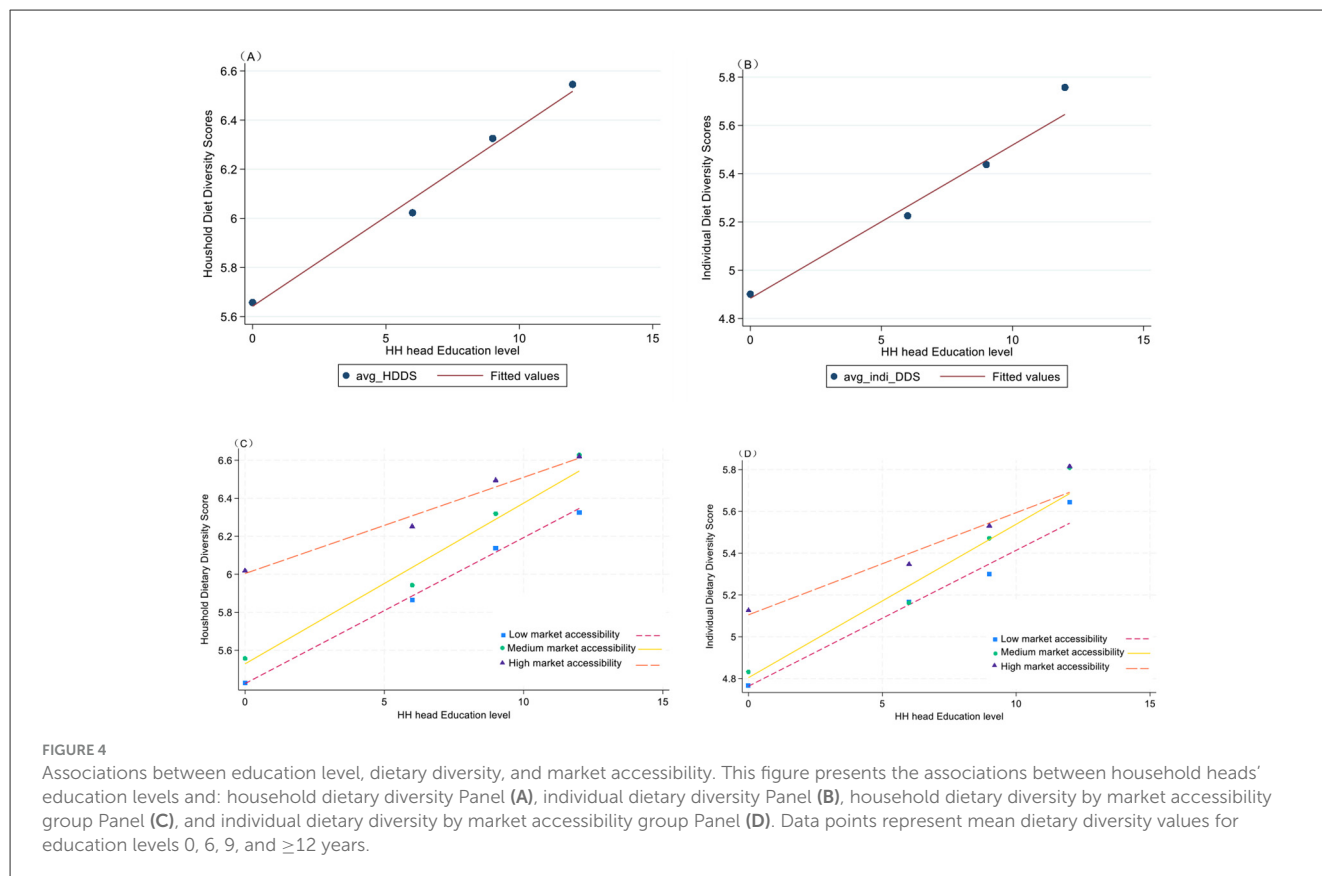 (A)
6.6
6.4
6.2
6
5.8
5.6
Houshold Diet Diversity Scores
0 5 10 15
HH head Education level
avg_HDDS Fitted values
(B)
5.8
5.6
5.4
5.2
5
4.8
Individual Diet Diversity Scores
0 5 10 15
HH head Education level
avg_indi_DDS Fitted values
(C)
6.6
6.4
6.2
6
5.8
5.6
Houshold Dietary Diversity Score
Low market accessibility
Medium market accessibility
High market accessibility
0 5 10 15
HH head Education level
(D)
5.8
5.6
5.4
5.2
5
4.8
Individual Dietary Diversity Score
Low market accessibility
Medium market accessibility
High market accessibility
0 5 10 15
HH head Education level
FIGURE 4
Associations between education level, dietary diversity, and market accessibility. This figure presents the associations between household heads'
education levels and: household dietary diversity Panel (A), individual dietary diversity Panel (B), household dietary diversity by market accessibility
group Panel (C), and individual dietary diversity by market accessibility group Panel (D). Data points represent mean dietary diversity values for
education levels 0, 6, 9, and ≥12 years.